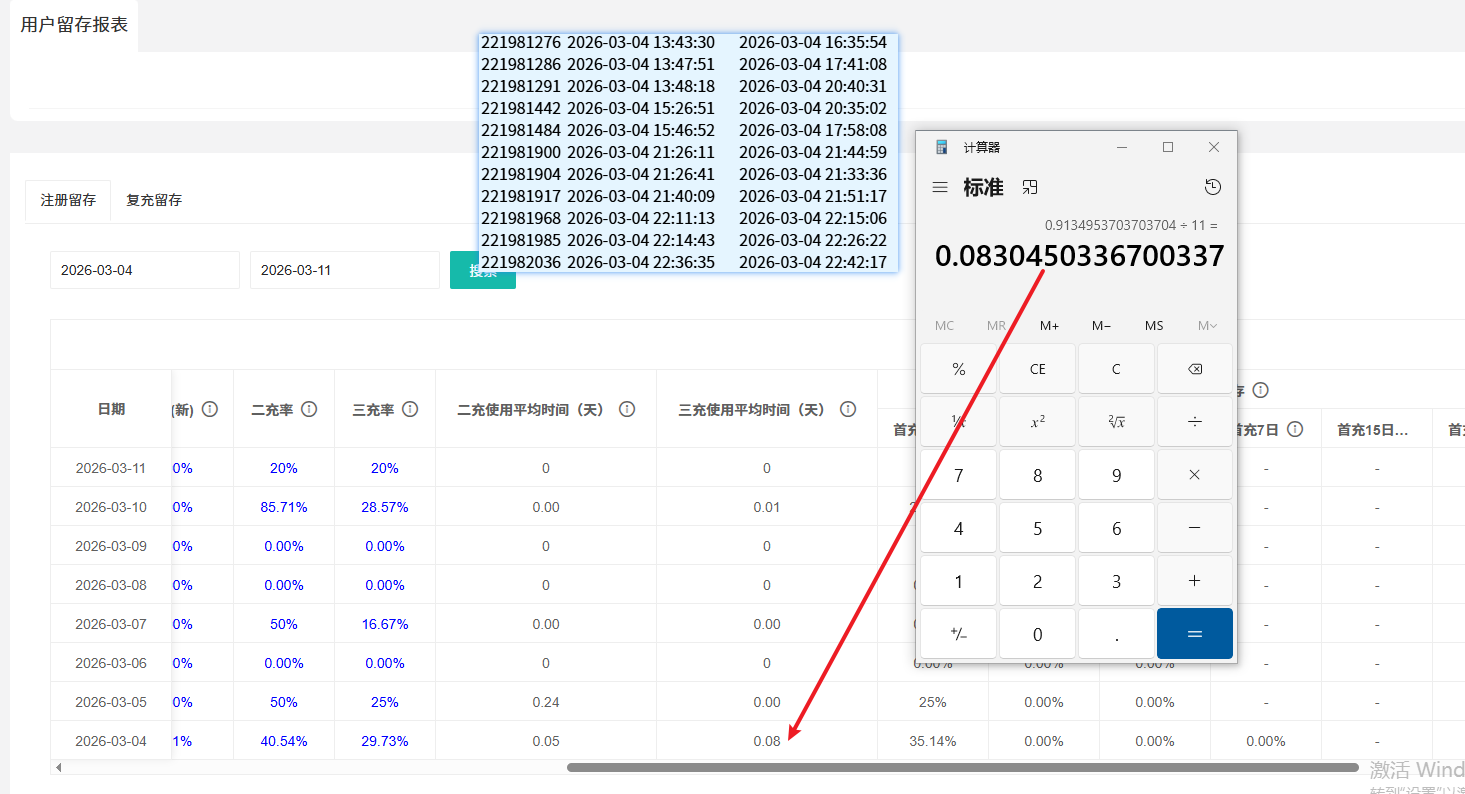 用户留存报表
221981276 2026-03-04 13:43:30 2026-03-04 16:35:54
221981286 2026-03-04 13:47:51 2026-03-04 17:41:08
221981291 2026-03-04 13:48:18 2026-03-04 20:40:31
221981442 2026-03-04 15:26:51 2026-03-04 20:35:02
221981484 2026-03-04 15:46:52 2026-03-04 17:58:08
221981900 2026-03-04 21:26:11 2026-03-04 21:44:59
221981904 2026-03-04 21:26:41 2026-03-04 21:33:36
221981917 2026-03-04 21:40:09 2026-03-04 21:51:17
221981968 2026-03-04 22:11:13 2026-03-04 22:15:06
221981985 2026-03-04 22:14:43 2026-03-04 22:26:22
221982036 2026-03-04 22:36:35 2026-03-04 22:42:17
注册留存 复充留存
2026-03-04 2026-03-11
计算器
标准
0.9134953703703704 ÷ 11 =
0.0830450336700337
MC MR M+ M− MS M
% CE C
x² ²√x ÷
7 8 9 ×
4 5 6 −
1 2 3 +
+/− 0 . =
日期 (新) 二充率 三充率 二充使用平均时间（天） 三充使用平均时间（天） 首充 首充7日 首充15日...
2026-03-11 0% 20% 20% 0 0 - -
2026-03-10 0% 85.71% 28.57% 0.00 0.01 - -
2026-03-09 0% 0.00% 0.00% 0 0 - -
2026-03-08 0% 0.00% 0.00% 0 0 - -
2026-03-07 0% 50% 16.67% 0.00 0.00 - -
2026-03-06 0% 0.00% 0.00% 0 0 0.00% 0.00% 0.00% - -
2026-03-05 0% 50% 25% 0.24 0.00 25% 0.00% 0.00% - -
2026-03-04 1% 40.54% 29.73% 0.05 0.08 35.14% 0.00% 0.00% 0.00% -
激活 Wind